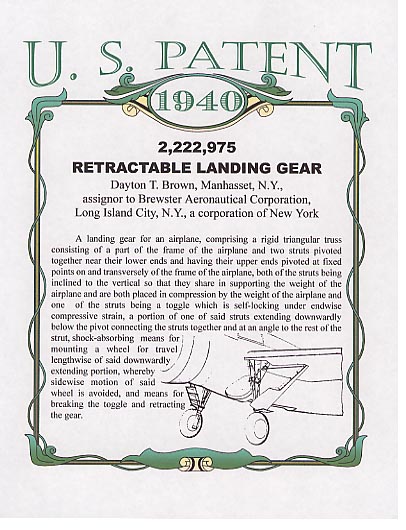 U. S. PATENT
1940
2,222,975
RETRACTABLE LANDING GEAR
Dayton T. Brown, Manhasset, N.Y.,
assignor to Brewster Aeronautical Corporation,
Long Island City, N.Y., a corporation of New York
A landing gear for an airplane, comprising a rigid triangular truss
consisting of a part of the frame of the airplane and two struts pivoted
together near their lower ends and having their upper ends pivoted at fixed
points on and transversely of the frame of the airplane, both of the struts being
inclined to the vertical so that they share in supporting the weight of the
airplane and are both placed in compression by the weight of the airplane and
one of the struts being a toggle which is self-locking under endwise
compressive strain, a portion of one of said struts extending downwardly
below the pivot connecting the struts together and at an angle to the rest of the
strut, shock-absorbing means for
mounting a wheel for travel
lengthwise of said downwardly
extending portion, whereby
sidewise motion of said
wheel is avoided, and means for
breaking the toggle and retracting
the gear.